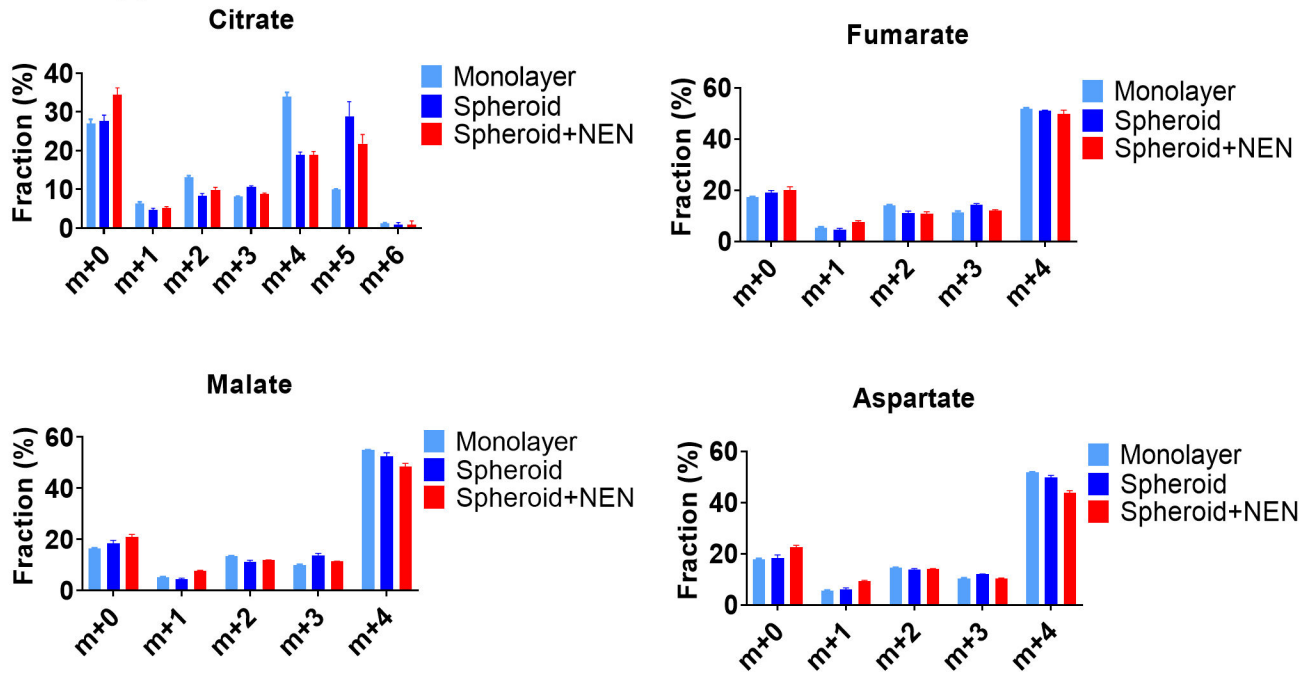 Citrate
Fraction (%)
40
30
20
10
0
m+0
m+1
m+2
m+3
m+4
m+5
m+6
Monolayer
Spheroid
Spheroid+NEN
Fumarate
Fraction (%)
60
40
20
0
m+0
m+1
m+2
m+3
m+4
Monolayer
Spheroid
Spheroid+NEN
Malate
Fraction (%)
60
40
20
0
m+0
m+1
m+2
m+3
m+4
Monolayer
Spheroid
Spheroid+NEN
Aspartate
Fraction (%)
60
40
20
0
m+0
m+1
m+2
m+3
m+4
Monolayer
Spheroid
Spheroid+NEN